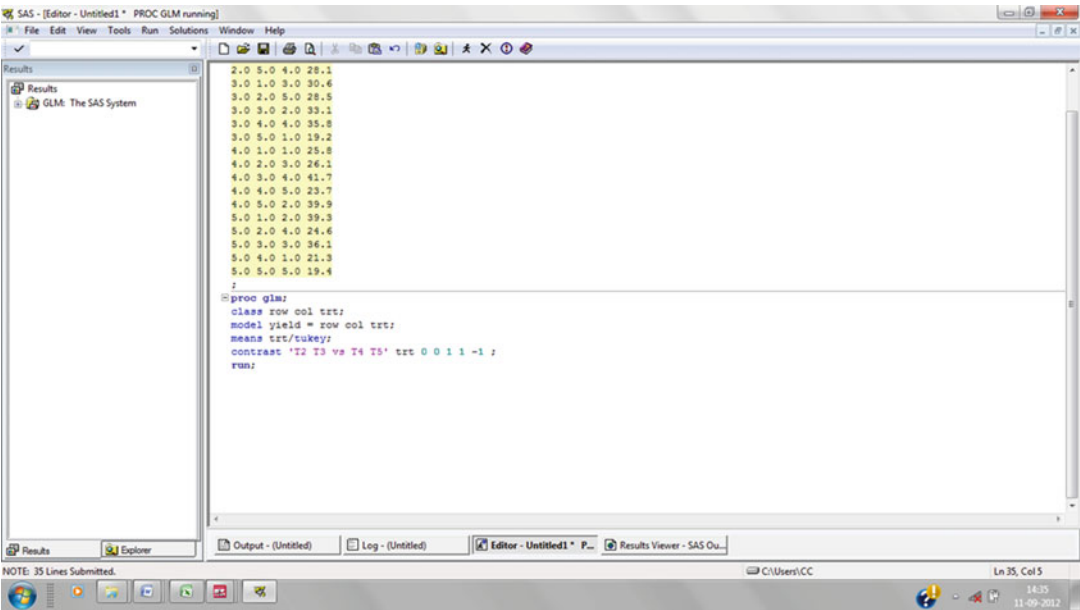 SAS - [Editor - Untitled1 * PROC GLM running]
File Edit View Tools Run Solutions Window Help
Results
Results
GLM: The SAS System
2.0 5.0 4.0 28.1
3.0 1.0 3.0 30.6
3.0 2.0 5.0 28.5
3.0 3.0 2.0 33.1
3.0 4.0 4.0 35.8
3.0 5.0 1.0 19.2
4.0 1.0 1.0 25.8
4.0 2.0 3.0 26.1
4.0 3.0 4.0 41.7
4.0 4.0 5.0 23.7
4.0 5.0 2.0 39.9
5.0 1.0 2.0 39.3
5.0 2.0 4.0 24.6
5.0 3.0 3.0 36.1
5.0 4.0 1.0 21.3
5.0 5.0 5.0 19.4
;
proc glm;
class row col trt;
model yield = row col trt;
means trt/tukey;
contrast 'T2 T3 vs T4 T5' trt 0 0 1 1 -1 ;
run;
Results Explorer
Output - (Untitled) Log - (Untitled) Editor - Untitled1 * P... Results Viewer - SAS Ou...
NOTE: 35 Lines Submitted. C:\Users\CC Ln 35, Col 5
14:35
11-09-2012